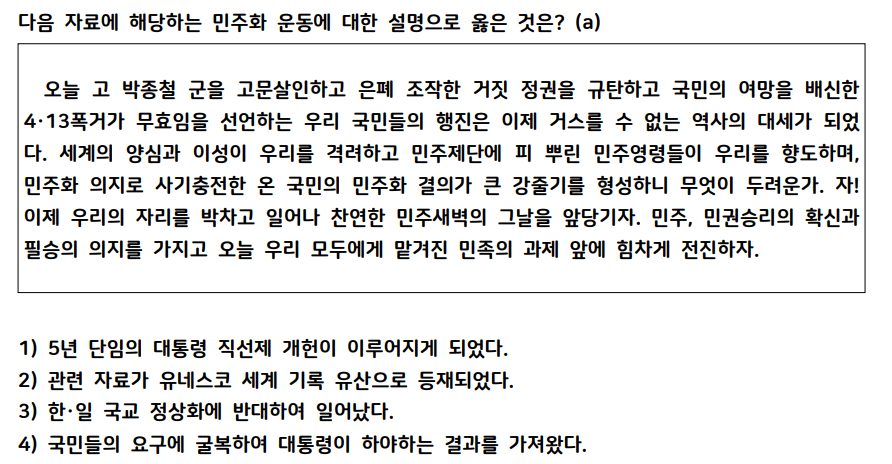 다음 자료에 해당하는 민주화 운동에 대한 설명으로 옳은 것은? (a)
오늘 고 박종철 군을 고문살인하고 은폐 조작한 거짓 정권을 규탄하고 국민의 여망을 배신한
4·13폭거가 무효임을 선언하는 우리 국민들의 행진은 이제 거스를 수 없는 역사의 대세가 되었
다. 세계의 양심과 이성이 우리를 격려하고 민주제단에 피 뿌린 민주영령들이 우리를 향도하며,
민주화 의지로 사기충전한 온 국민의 민주화 결의가 큰 강줄기를 형성하니 무엇이 두려운가. 자!
이제 우리의 자리를 박차고 일어나 찬연한 민주새벽의 그날을 앞당기자. 민주, 민권승리의 확신과
필승의 의지를 가지고 오늘 우리 모두에게 맡겨진 민족의 과제 앞에 힘차게 전진하자.
1) 5년 단임의 대통령 직선제 개헌이 이루어지게 되었다.
2) 관련 자료가 유네스코 세계 기록 유산으로 등재되었다.
3) 한·일 국교 정상화에 반대하여 일어났다.
4) 국민들의 요구에 굴복하여 대통령이 하야하는 결과를 가져왔다.